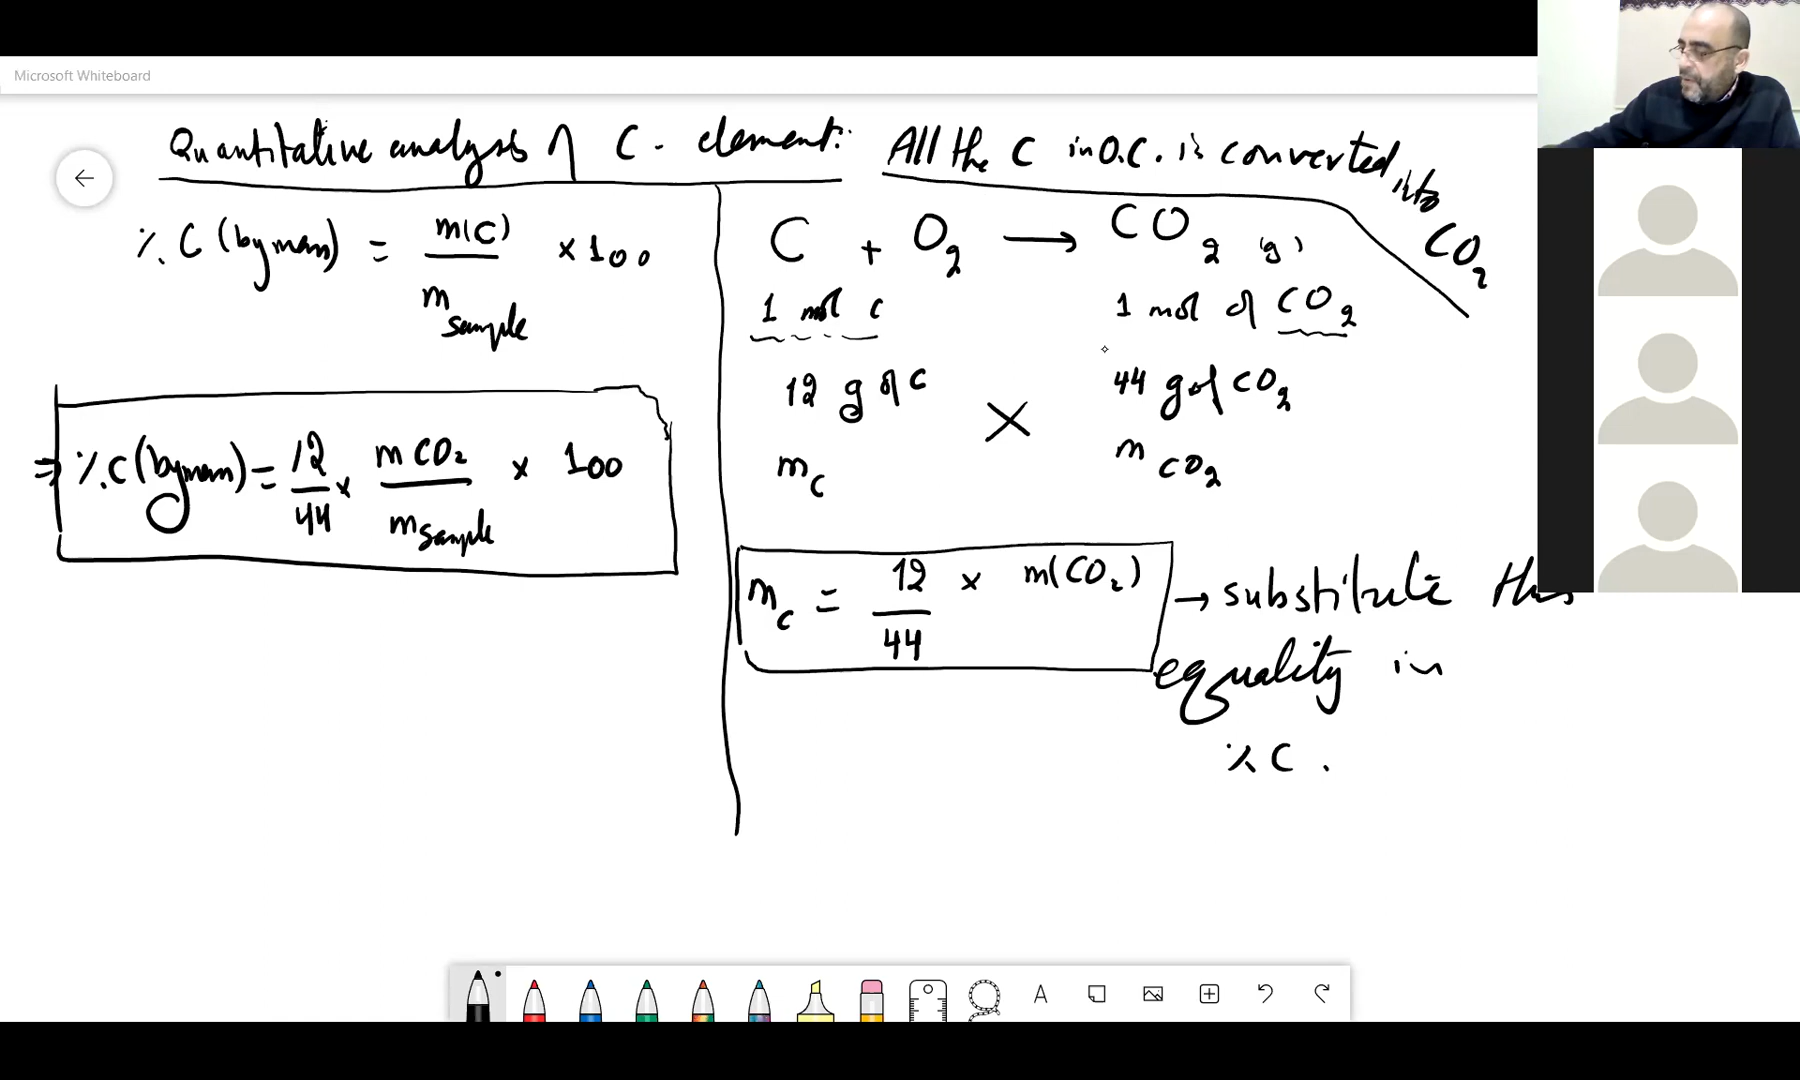 Microsoft Whiteboard
Quantitative analysis of C. element:
% C (by mass) = m(C) / m sample × 100
⇒ % C (by mass) = 12/44 × m CO₂ / m sample × 100
All the C in O.C. is converted into CO₂
C + O₂ → CO₂ (g)
1 mol C 1 mol of CO₂
12 g of C 44 g of CO₂
m C m CO₂
m C = 12/44 × m(CO₂) → substitute this
equality in
% C .
A